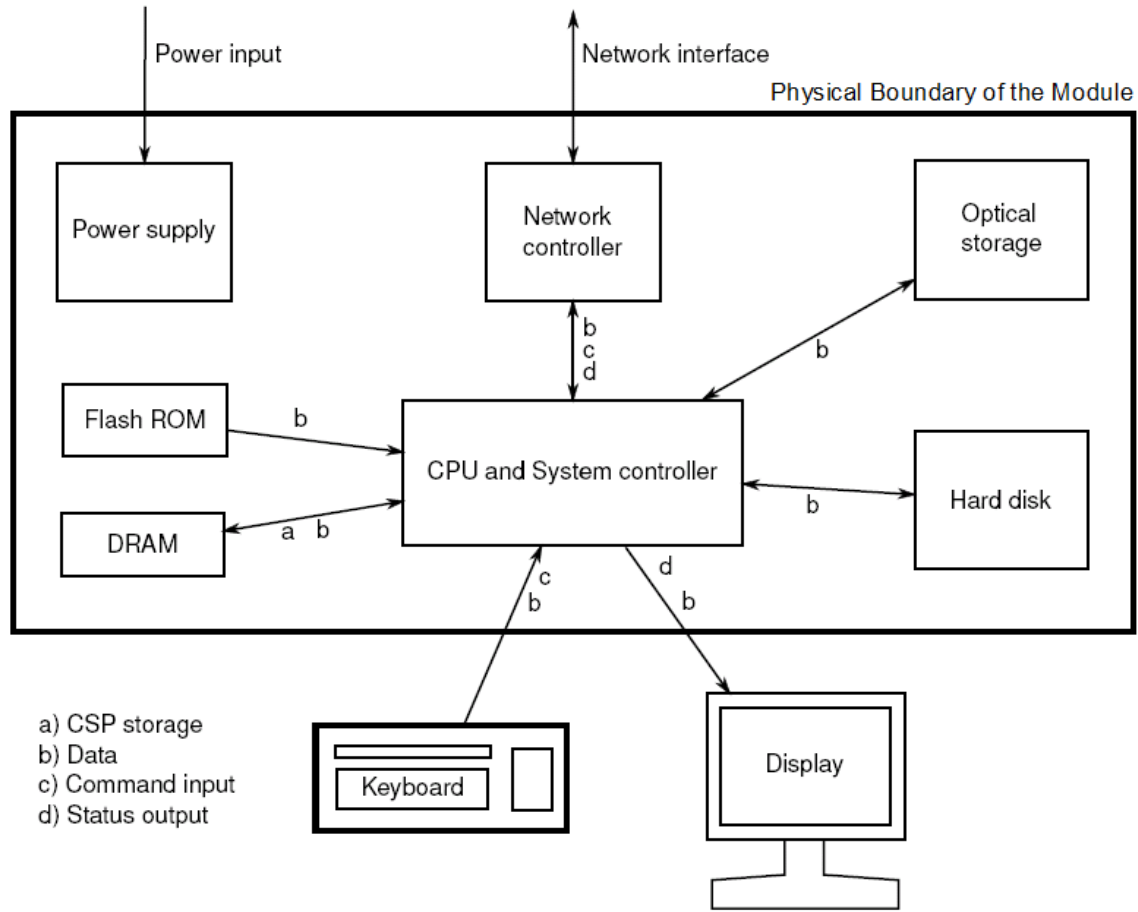 Power input
Network interface
Physical Boundary of the Module
Power supply
Network
controller
Optical
storage
b
c
d
b
Flash ROM
b
CPU and System controller
Hard disk
b
DRAM
a b
c
b
d
b
a) CSP storage
b) Data
c) Command input
d) Status output
Keyboard
Display